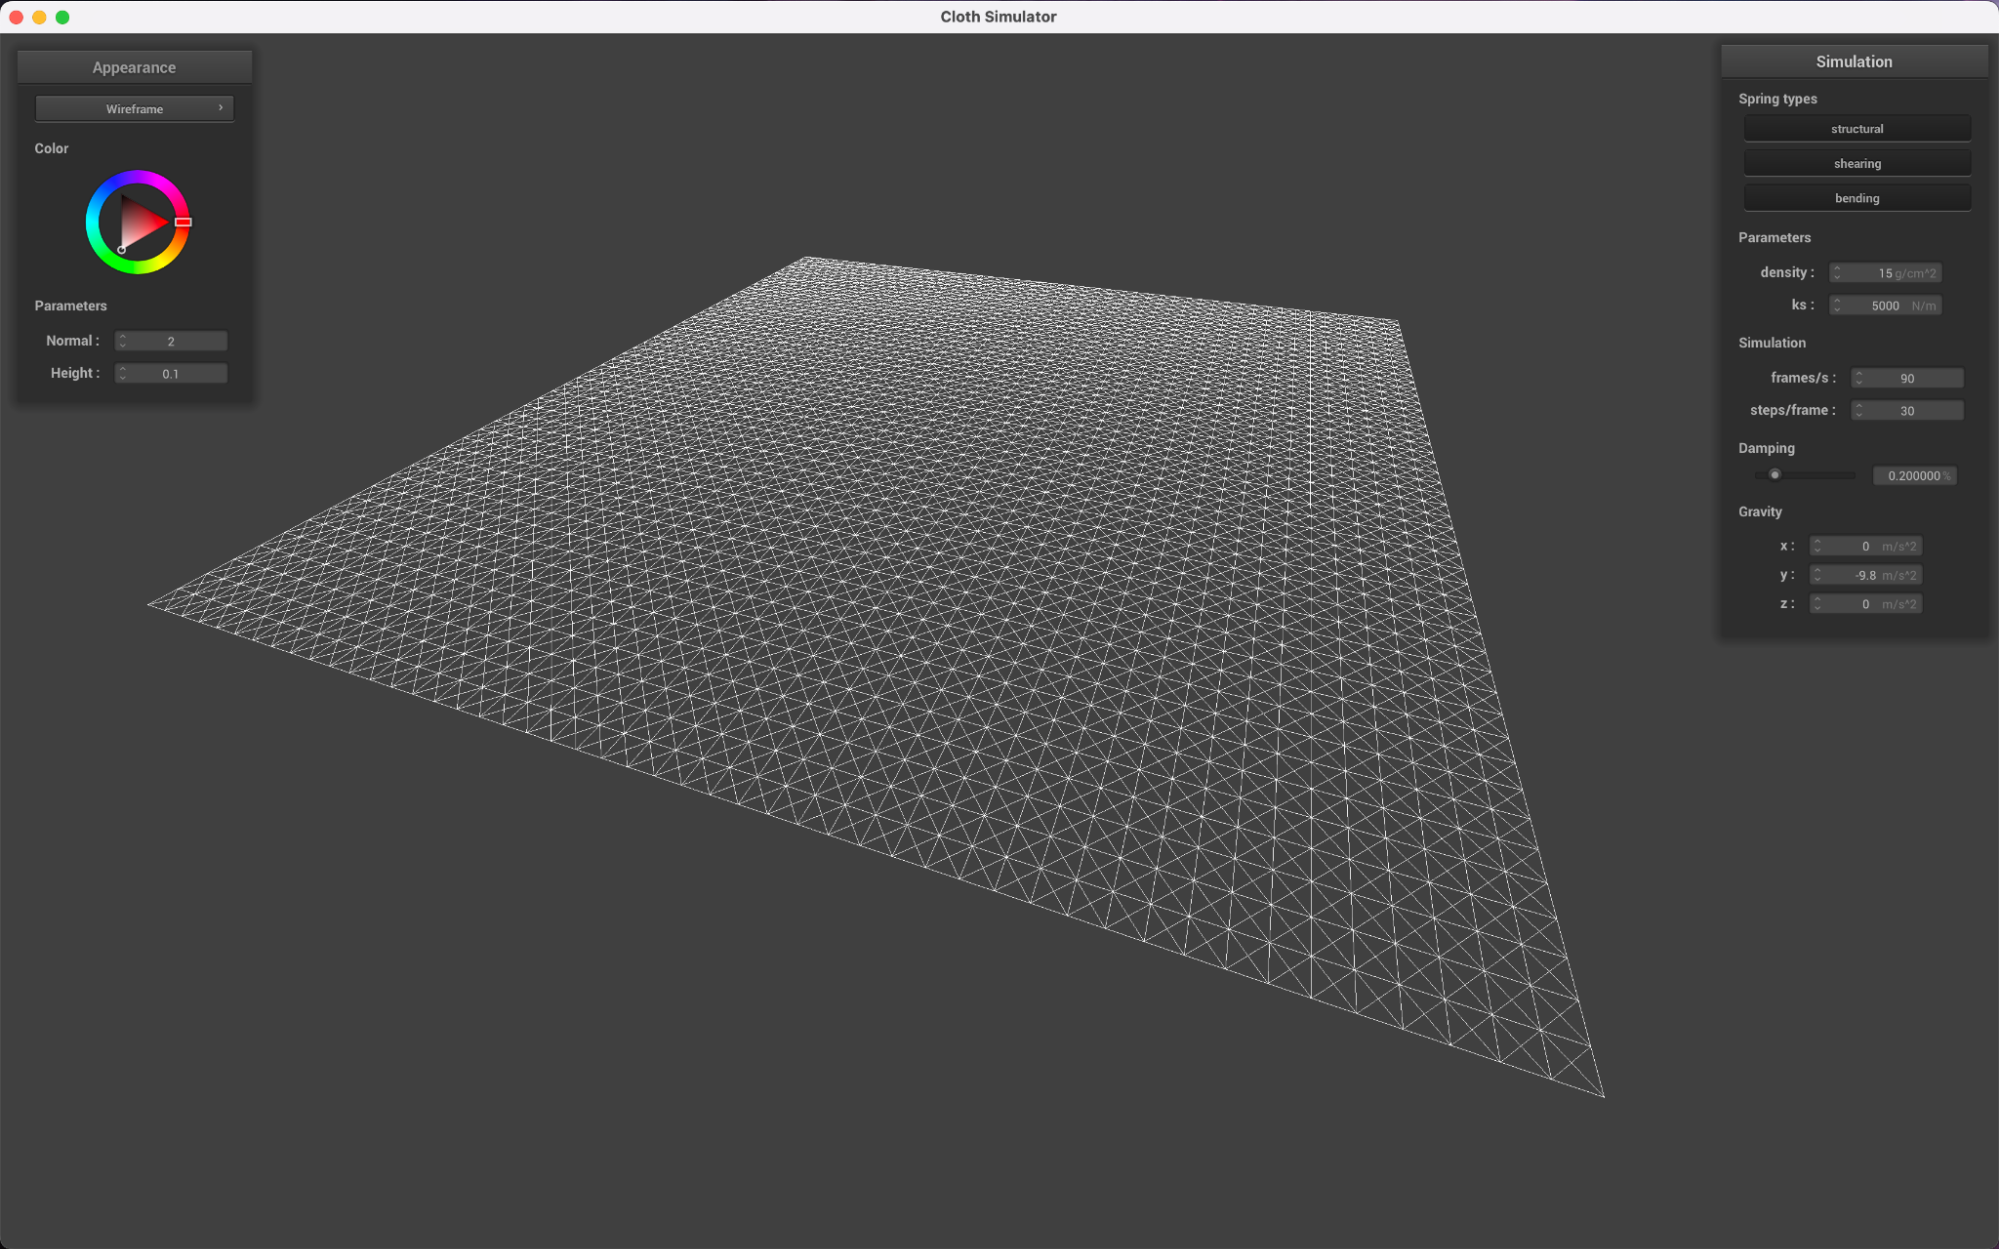 Cloth Simulator
Appearance
Wireframe
Color
Parameters
Normal : 2
Height : 0.1
Simulation
Spring types
structural
shearing
bending
Parameters
density : 15 g/cm^2
ks : 5000 N/m
Simulation
frames/s : 90
steps/frame : 30
Damping
0.200000 %
Gravity
x : 0 m/s^2
y : -9.8 m/s^2
z : 0 m/s^2